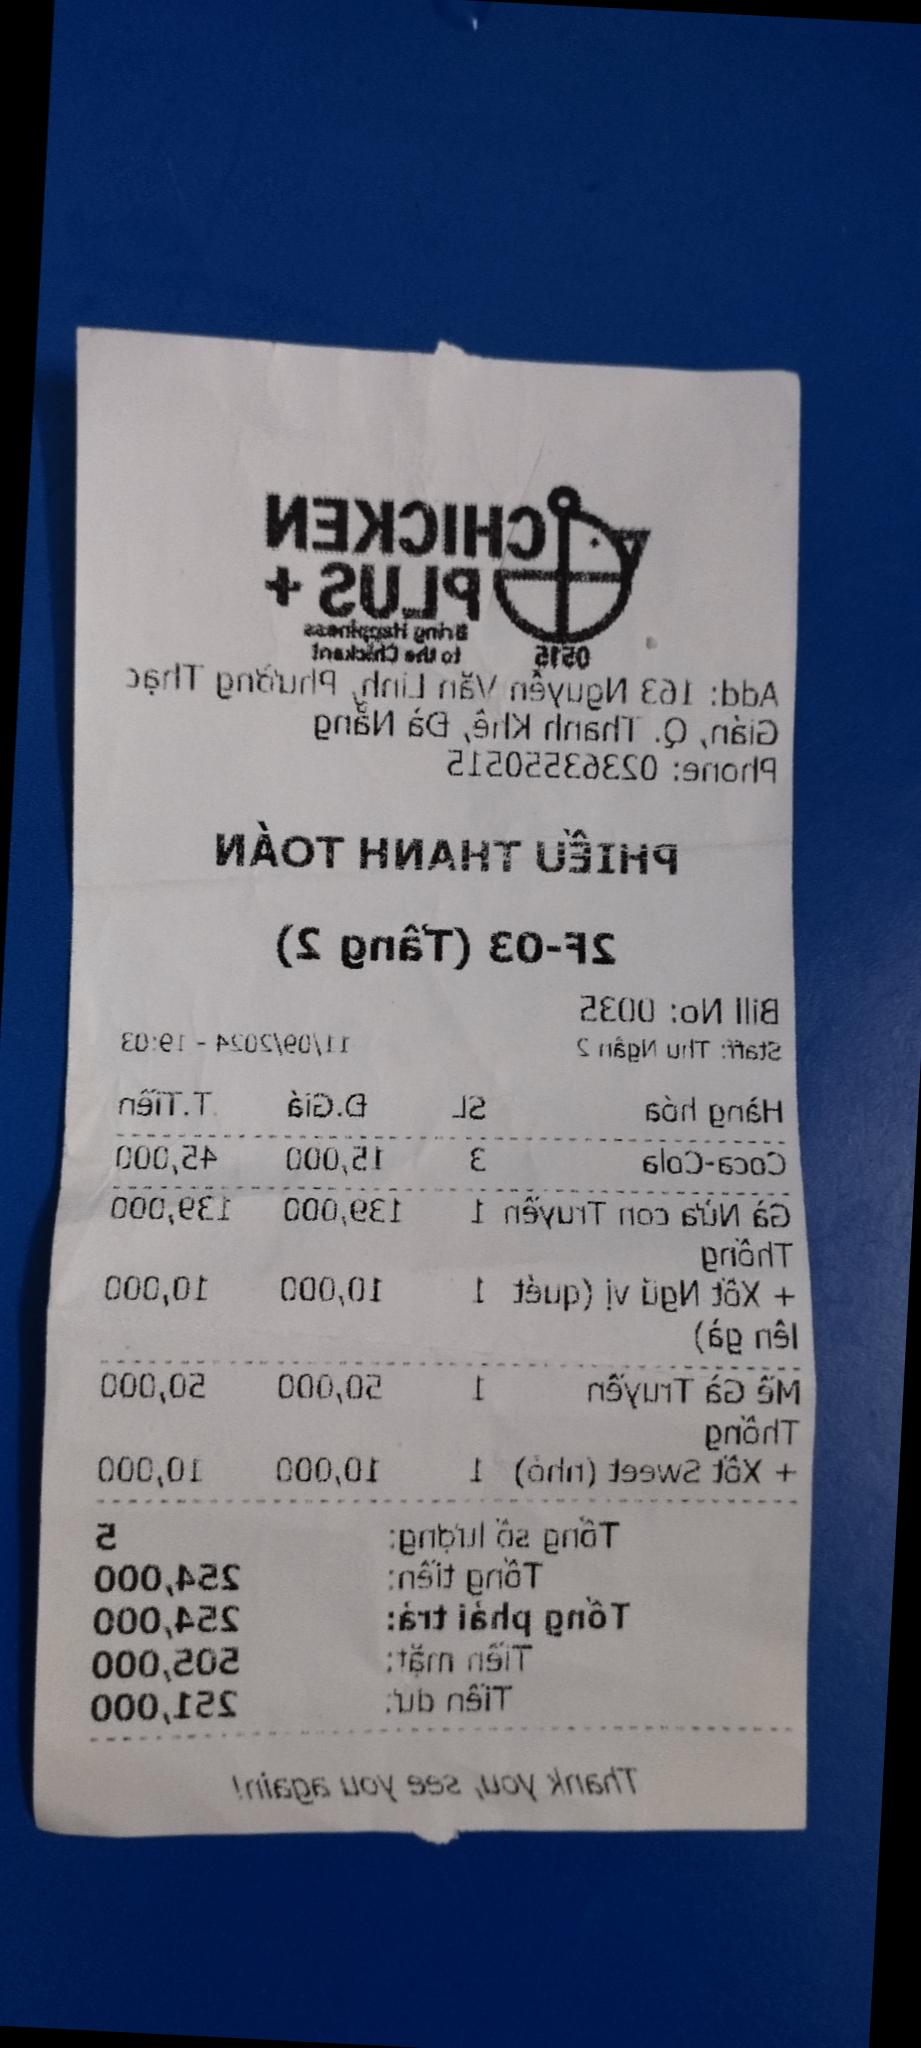 CHICKEN
PLUS +
Bring Happiness
to the Chickant
0515
Add: 163 Nguyễn Văn Linh, Phường Thạc
Gián, Q. Thanh Khê, Đà Nẵng
Phone: 02363550515
PHIẾU THANH TOÁN
2F-03 (Tầng 2)
Bill No: 0035
Staff: Thu Ngân 2 11/09/2024 - 19:03
Hàng hóa SL Đ.Giá T.Tiền
Coca-Cola 3 15,000 45,000
Gà Nửa con Truyền 1 139,000 139,000
Thống
+ Xốt Ngũ vị (quét 1 10,000 10,000
lên gà)
Mề Gà Truyền 1 50,000 50,000
Thống
+ Xốt Sweet (nhỏ) 1 10,000 10,000
Tổng số lượng: 5
Tổng tiền: 254,000
Tổng phải trả: 254,000
Tiền mặt: 505,000
Tiền dư: 251,000
Thank you, see you again!